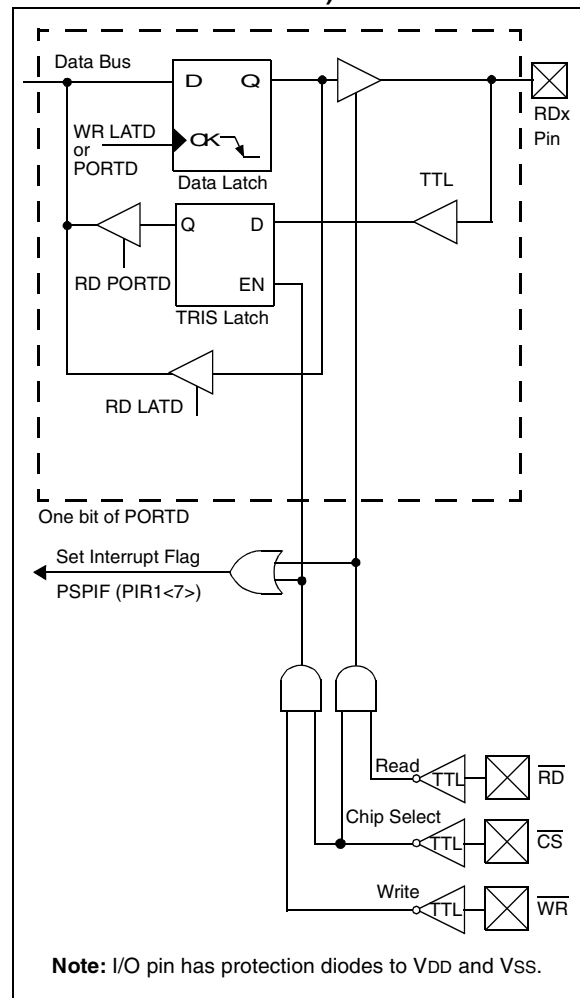 )
Data Bus
D Q
WR LATD
or
PORTD
CK
Data Latch
RDx
Pin
TTL
Q D
RD PORTD
EN
TRIS Latch
RD LATD
One bit of PORTD
Set Interrupt Flag
PSPIF (PIR1<7>)
Read
TTL
RD
Chip Select
TTL
CS
Write
TTL
WR
Note: I/O pin has protection diodes to VDD and VSS.